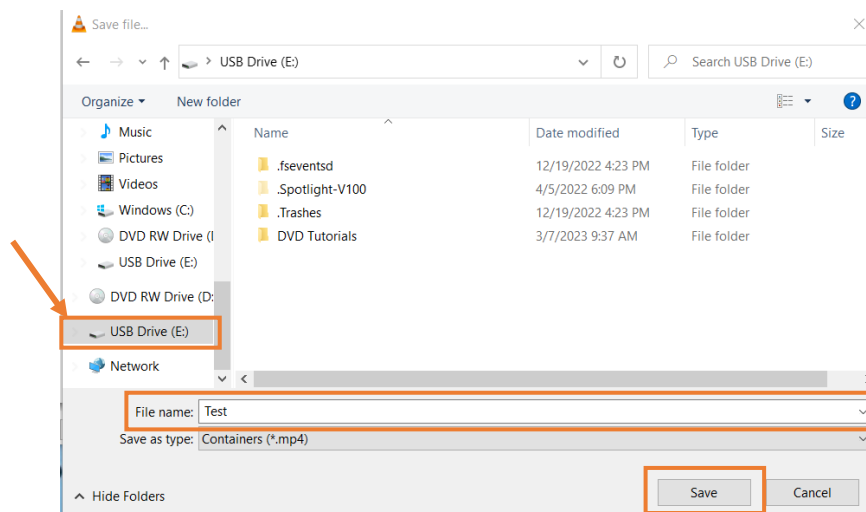 Save file...
USB Drive (E:)
Search USB Drive (E:)
Organize
New folder
?
Name
Date modified
Type
Size
Music
Pictures
Videos
Windows (C:)
DVD RW Drive (
USB Drive (E:)
DVD RW Drive (D:
USB Drive (E:)
Network
.fseventsd 12/19/2022 4:23 PM File folder
.Spotlight-V100 4/5/2022 6:09 PM File folder
.Trashes 12/19/2022 4:23 PM File folder
DVD Tutorials 3/7/2023 9:37 AM File folder
File name: Test
Save as type: Containers (*.mp4)
Hide Folders
Save
Cancel